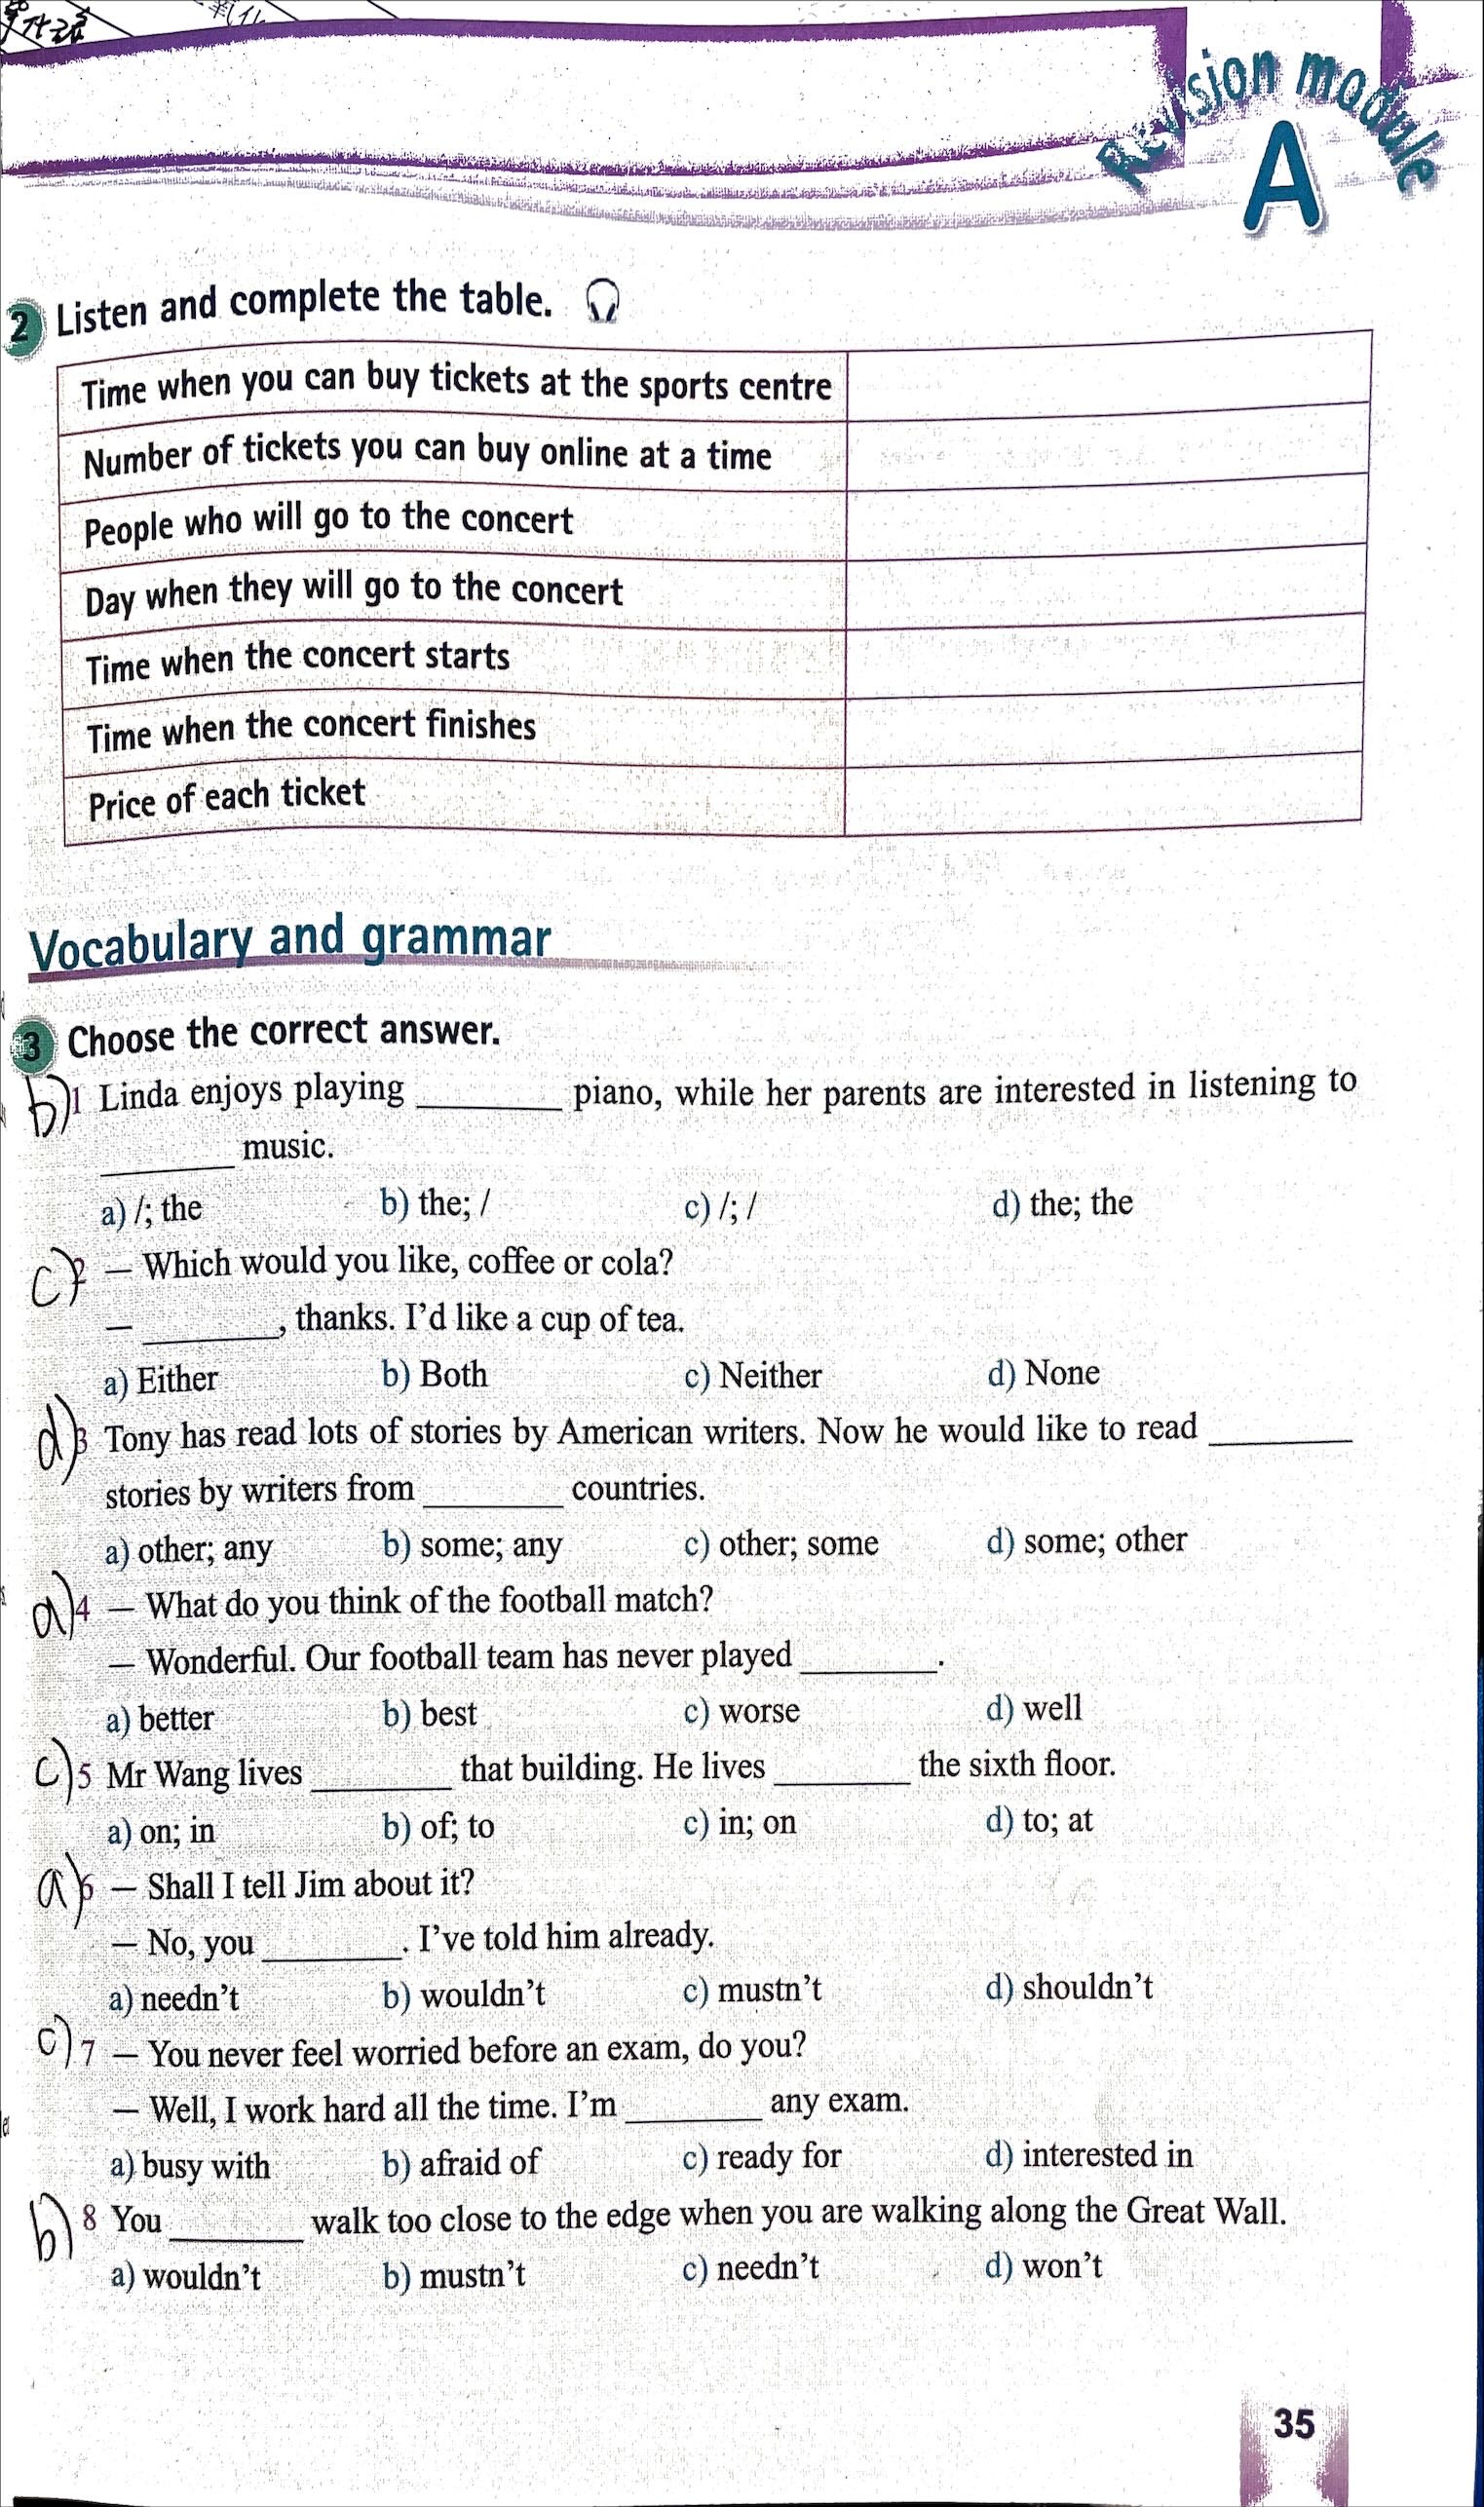 Revision module
A
2 Listen and complete the table.
Time when you can buy tickets at the sports centre
Number of tickets you can buy online at a time
People who will go to the concert
Day when they will go to the concert
Time when the concert starts
Time when the concert finishes
Price of each ticket
Vocabulary and grammar
3 Choose the correct answer.
b) 1 Linda enjoys playing ________ piano, while her parents are interested in listening to
________ music.
a) /; the b) the; / c) /; / d) the; the
c) 2 — Which would you like, coffee or cola?
— ________, thanks. I'd like a cup of tea.
a) Either b) Both c) Neither d) None
d) 3 Tony has read lots of stories by American writers. Now he would like to read ________
stories by writers from ________ countries.
a) other; any b) some; any c) other; some d) some; other
a) 4 — What do you think of the football match?
— Wonderful. Our football team has never played ________.
a) better b) best c) worse d) well
c) 5 Mr Wang lives ________ that building. He lives ________ the sixth floor.
a) on; in b) of; to c) in; on d) to; at
a) 6 — Shall I tell Jim about it?
— No, you ________. I've told him already.
a) needn't b) wouldn't c) mustn't d) shouldn't
c) 7 — You never feel worried before an exam, do you?
— Well, I work hard all the time. I'm ________ any exam.
a) busy with b) afraid of c) ready for d) interested in
b) 8 You ________ walk too close to the edge when you are walking along the Great Wall.
a) wouldn't b) mustn't c) needn't d) won't
35